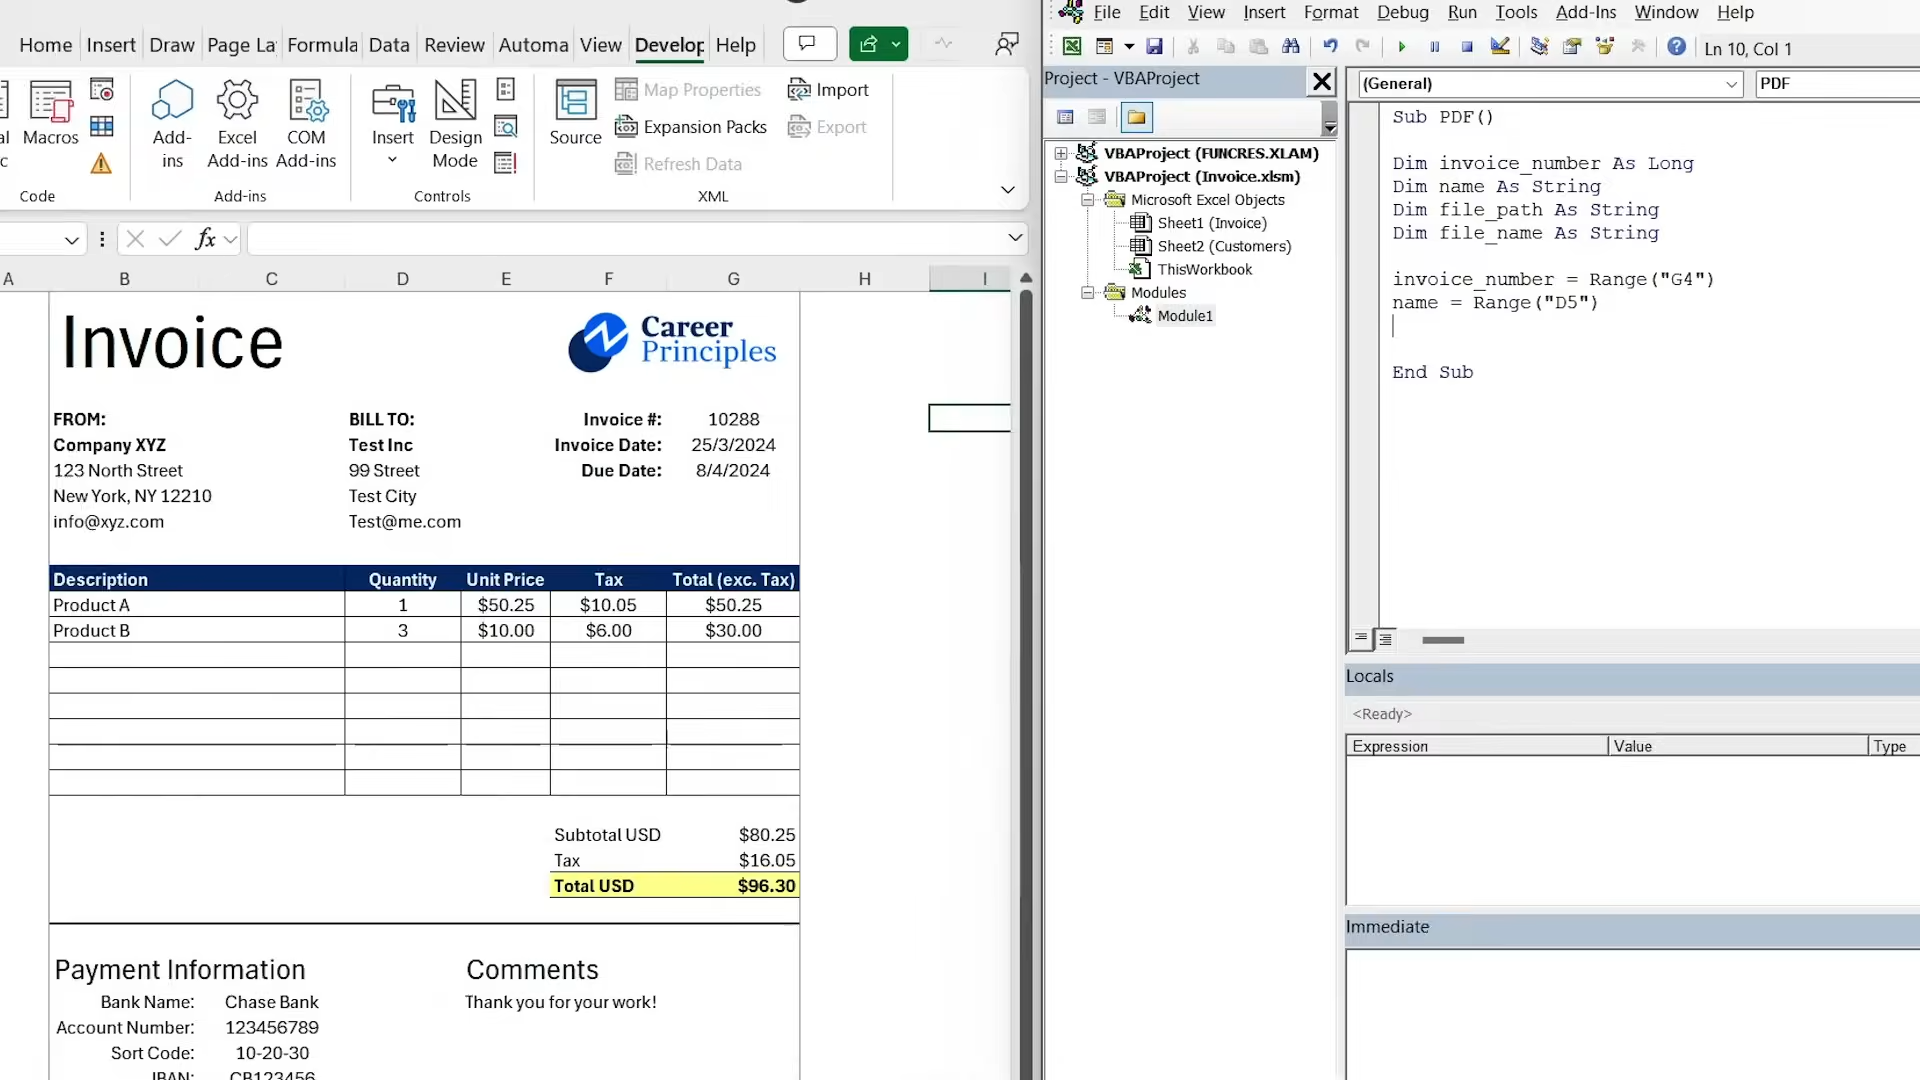 Home Insert Draw Page La Formula Data Review Automa View Develop Help
Macros
Code
Add-ins
Excel Add-ins
COM Add-ins
Add-ins
Insert
Design Mode
Controls
Source
Map Properties
Expansion Packs
Refresh Data
Import
Export
XML
fx
A B C D E F G H I
Invoice
Career
Principles
FROM: BILL TO: Invoice #: 10288
Company XYZ Test Inc Invoice Date: 25/3/2024
123 North Street 99 Street Due Date: 8/4/2024
New York, NY 12210 Test City
info@xyz.com Test@me.com
Description Quantity Unit Price Tax Total (exc. Tax)
Product A 1 $50.25 $10.05 $50.25
Product B 3 $10.00 $6.00 $30.00
Subtotal USD $80.25
Tax $16.05
Total USD $96.30
Payment Information Comments
Bank Name: Chase Bank Thank you for your work!
Account Number: 123456789
Sort Code: 10-20-30
IBAN: CB123456
File Edit View Insert Format Debug Run Tools Add-Ins Window Help
Ln 10, Col 1
Project - VBAProject
VBAProject (FUNCRES.XLAM)
VBAProject (Invoice.xlsm)
Microsoft Excel Objects
Sheet1 (Invoice)
Sheet2 (Customers)
ThisWorkbook
Modules
Module1
(General) PDF
Sub PDF()
Dim invoice_number As Long
Dim name As String
Dim file_path As String
Dim file_name As String
invoice_number = Range("G4")
name = Range("D5")
End Sub
Locals
<Ready>
Expression Value Type
Immediate